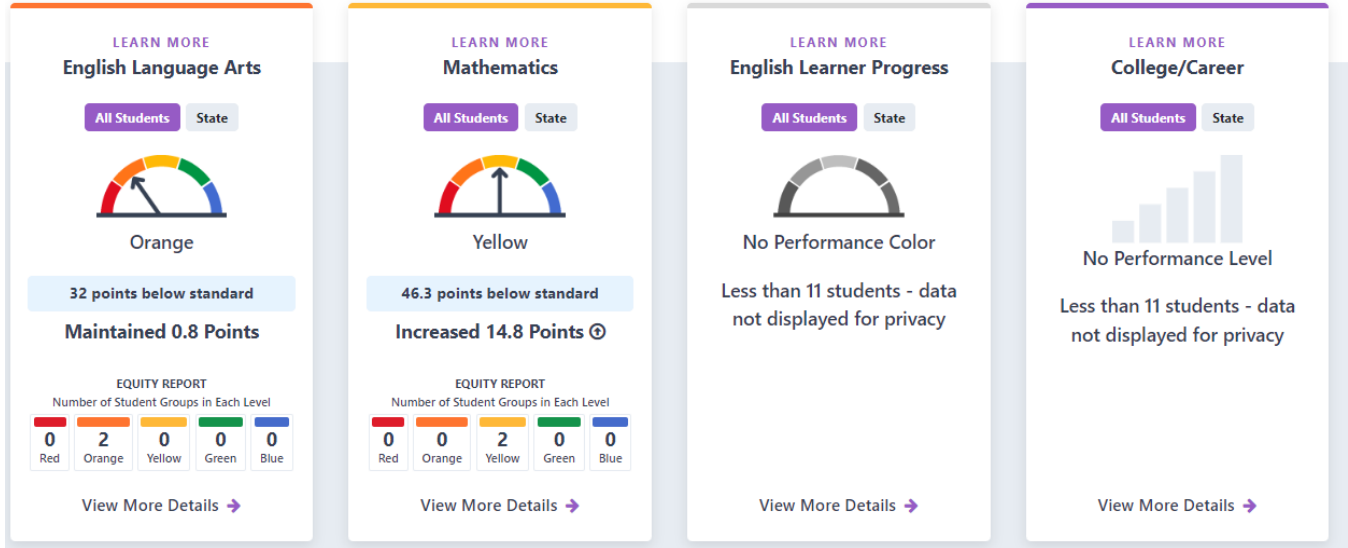 LEARN MORE
English Language Arts
All Students State
Orange
32 points below standard
Maintained 0.8 Points
EQUITY REPORT
Number of Student Groups in Each Level
0 2 0 0 0
Red Orange Yellow Green Blue
View More Details →
LEARN MORE
Mathematics
All Students State
Yellow
46.3 points below standard
Increased 14.8 Points
EQUITY REPORT
Number of Student Groups in Each Level
0 0 2 0 0
Red Orange Yellow Green Blue
View More Details →
LEARN MORE
English Learner Progress
All Students State
No Performance Color
Less than 11 students - data
not displayed for privacy
View More Details →
LEARN MORE
College/Career
All Students State
No Performance Level
Less than 11 students - data
not displayed for privacy
View More Details →